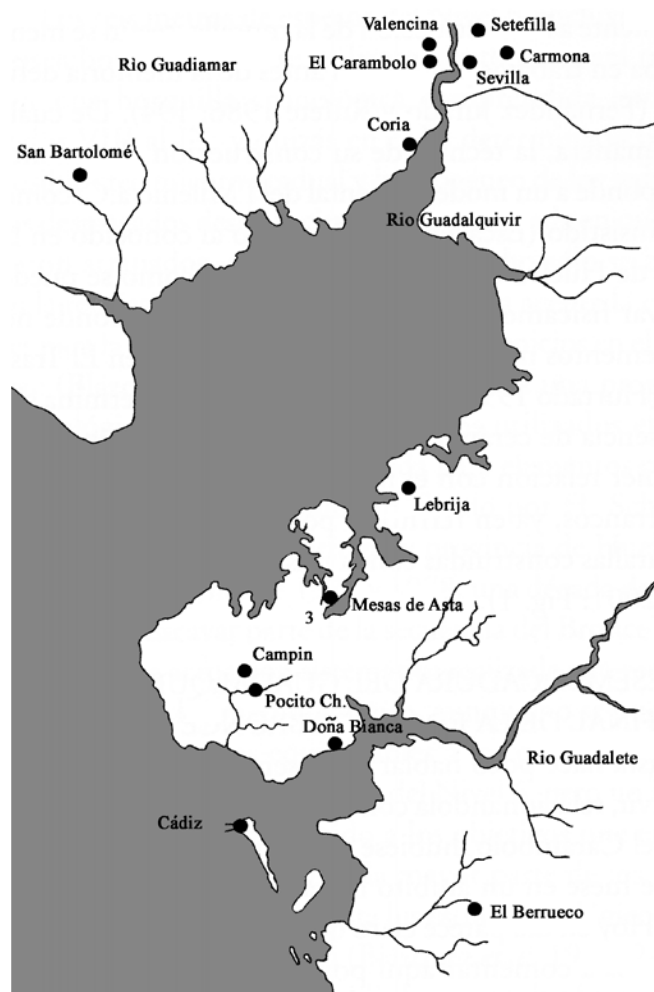 Valencina
Setefilla
Rio Guadiamar
El Carambolo
Carmona
Sevilla
Coria
San Bartolomé
Rio Guadalquivir
Lebrija
Mesas de Asta
3
Campin
Pocito Ch.
Doña Bianca
Rio Guadalete
Cádiz
El Berrueco